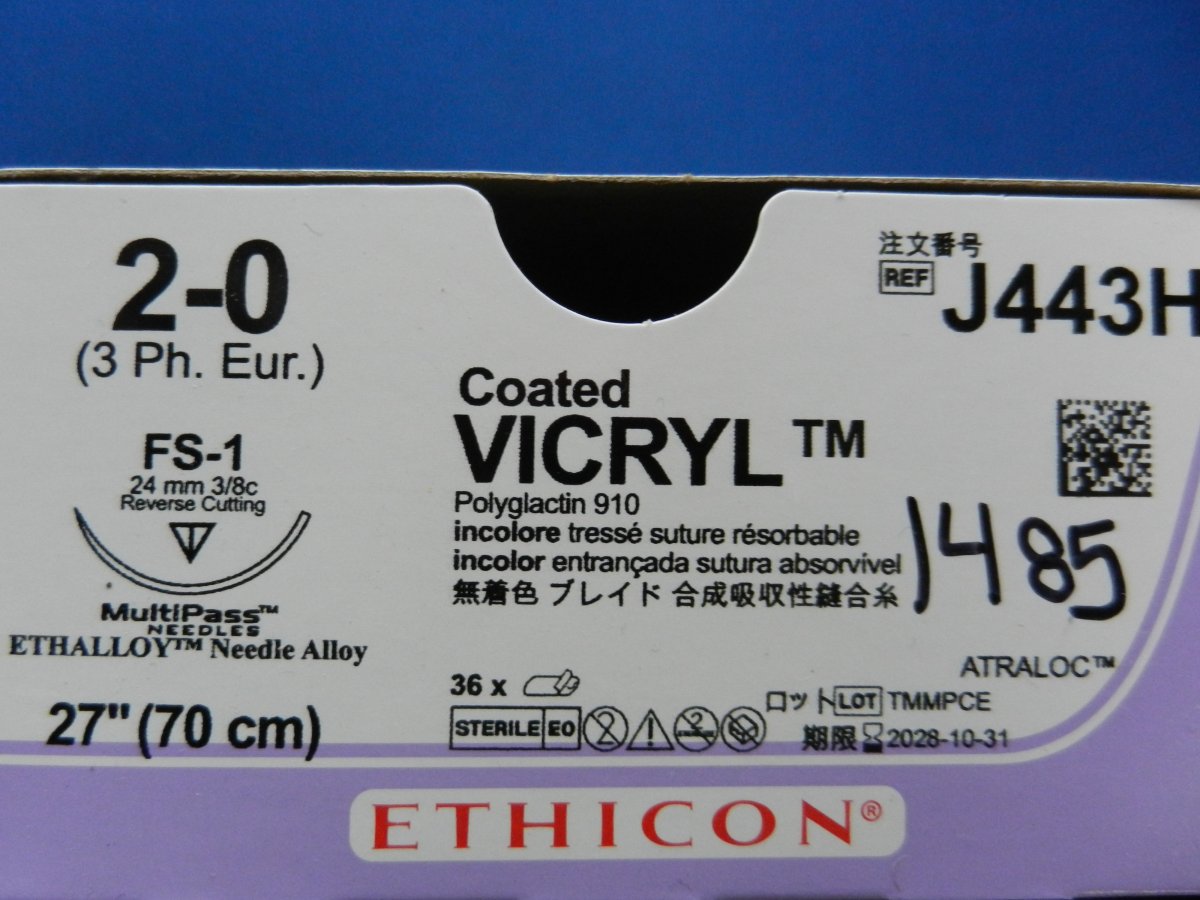 2-0
(3 Ph. Eur.)
FS-1
24 mm 3/8c
Reverse Cutting
MultiPass™
NEEDLES
ETHALLOY™ Needle Alloy
27" (70 cm)
Coated
VICRYL™
Polyglactin 910
incolore tressé suture résorbable
incolor entrançada sutura absorvível
無着色 ブレイド 合成吸収性縫合糸
36 x
STERILE EO
2
2
注文番号
REF J443H
1485
ATRALOC™
ロット LOT TMMPCE
期限 2028-10-31
ETHICON®